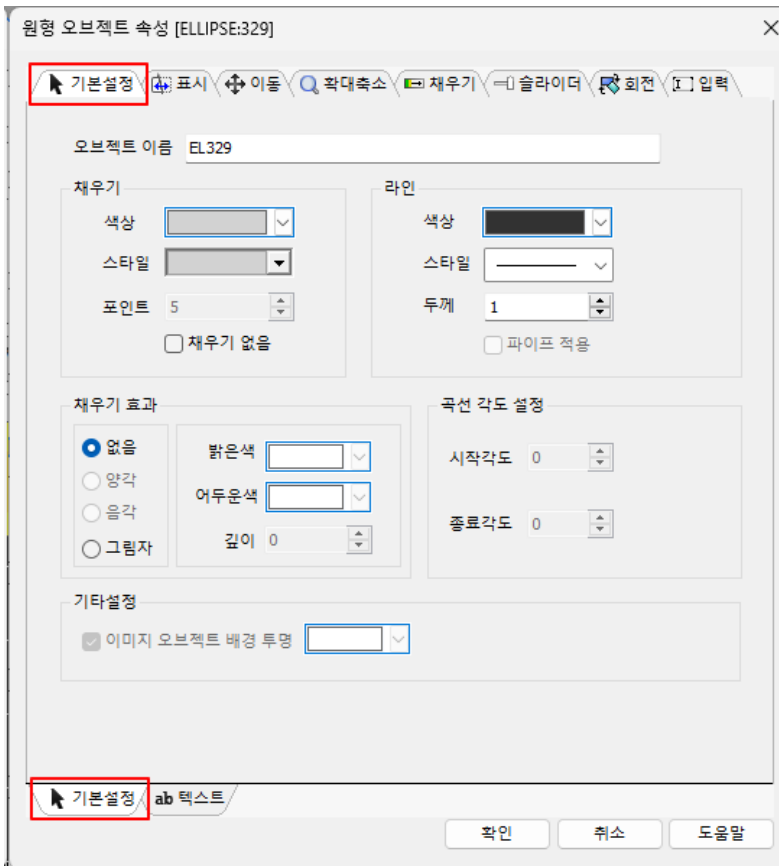 원형 오브젝트 속성 [ELLIPSE:329]
기본설정 표시 이동 확대축소 채우기 슬라이더 회전 입력
오브젝트 이름 EL329
채우기
색상
스타일
포인트 5
채우기 없음
라인
색상
스타일
두께 1
파이프 적용
채우기 효과
없음
양각
음각
그림자
밝은색
어두운색
깊이 0
곡선 각도 설정
시작각도 0
종료각도 0
기타설정
이미지 오브젝트 배경 투명
기본설정 ab 텍스트
확인 취소 도움말